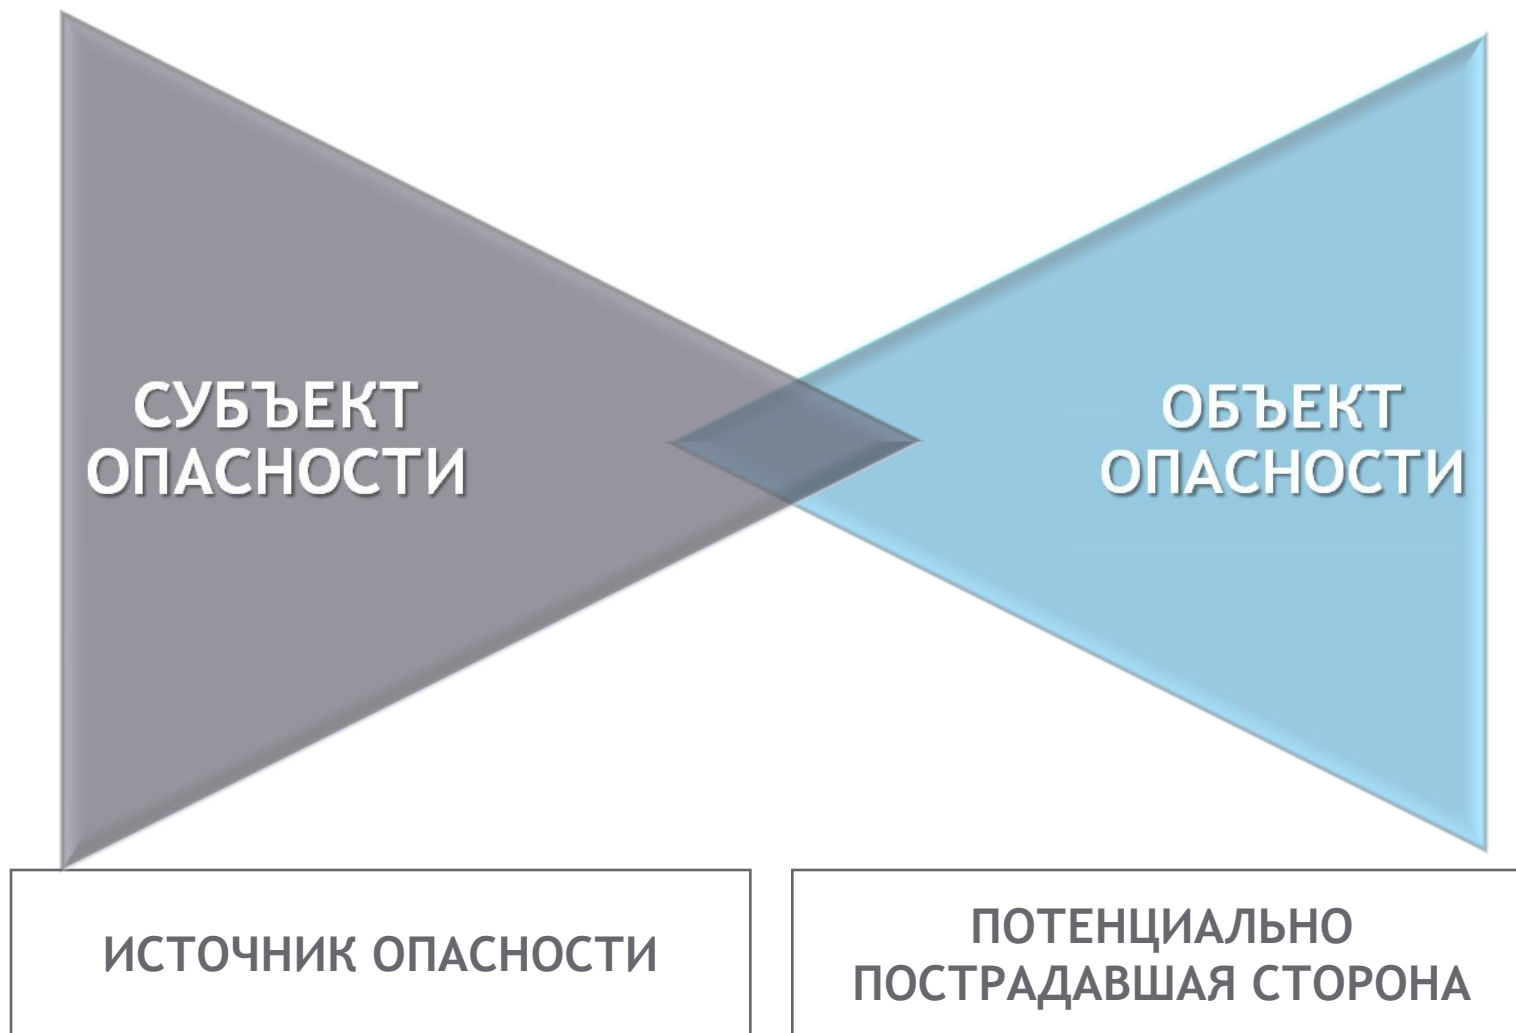 СУБЪЕКТ
ОПАСНОСТИ
ОБЪЕКТ
ОПАСНОСТИ
ИСТОЧНИК ОПАСНОСТИ
ПОТЕНЦИАЛЬНО
ПОСТРАДАВШАЯ СТОРОНА